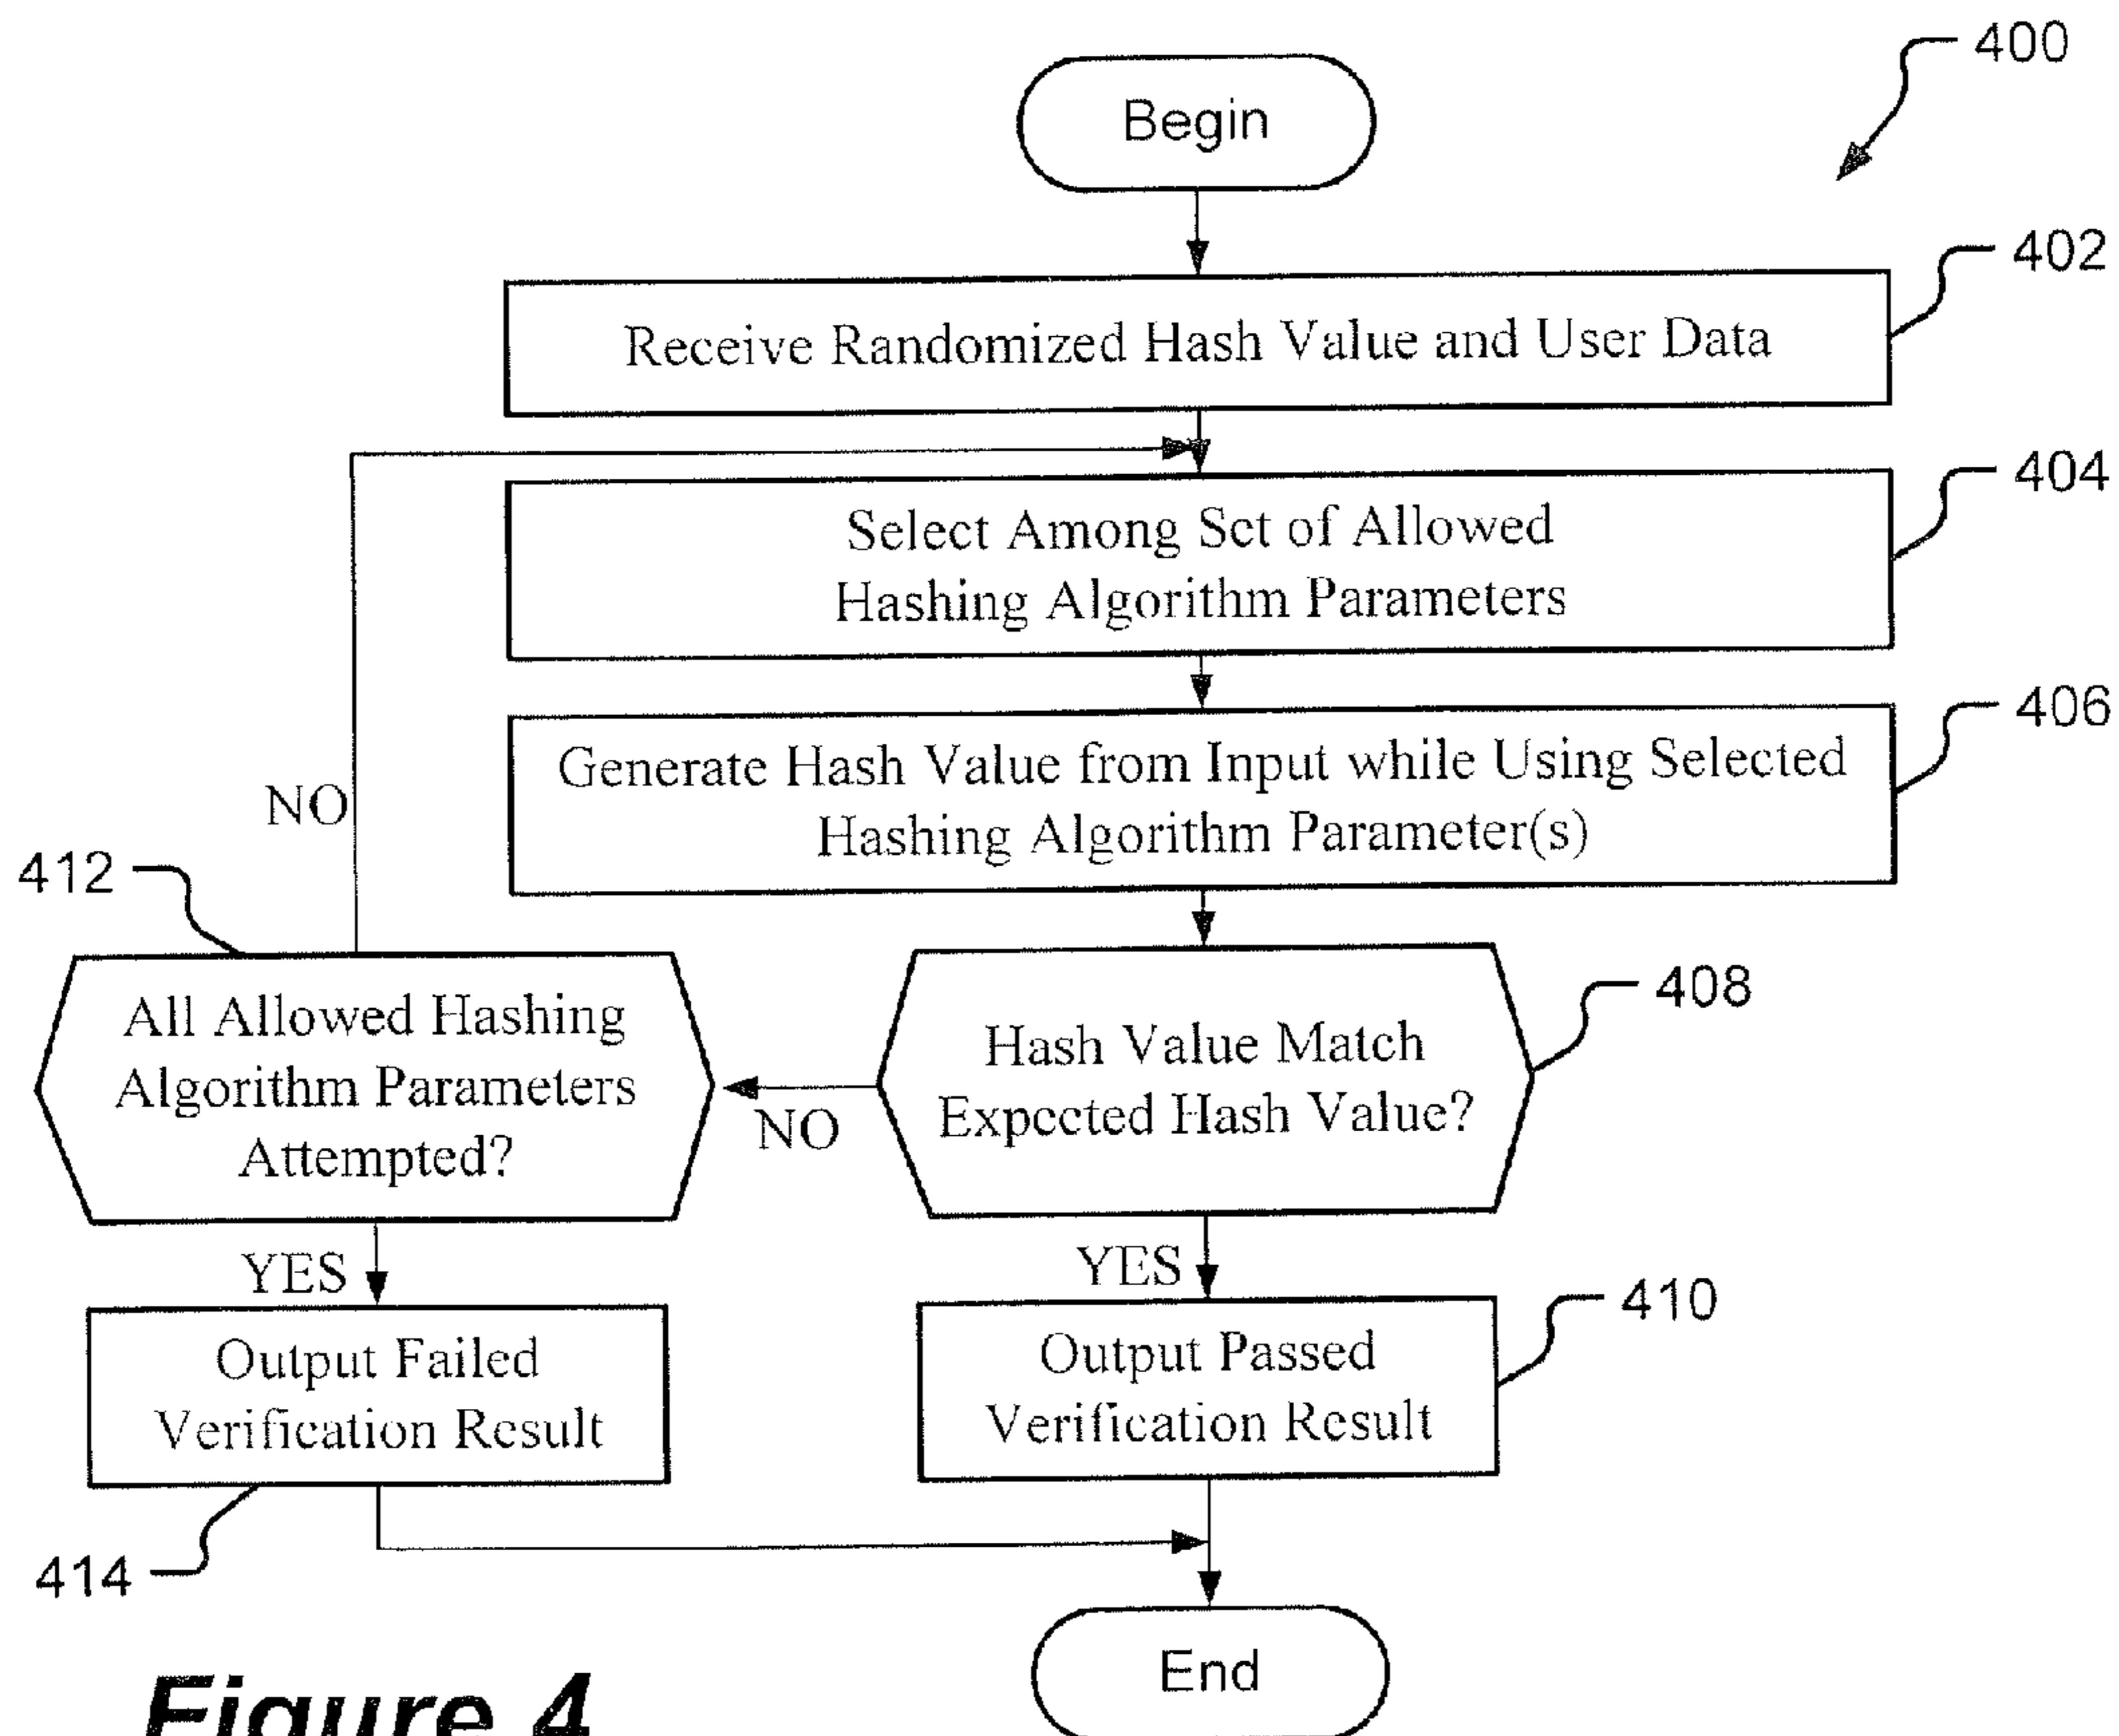 400
Begin
402
Receive Randomized Hash Value and User Data
404
Select Among Set of Allowed
Hashing Algorithm Parameters
406
Generate Hash Value from Input while Using Selected
Hashing Algorithm Parameter(s)
NO
412
All Allowed Hashing
Algorithm Parameters
Attempted?
408
Hash Value Match
Expected Hash Value?
NO
YES
YES
410
Output Failed
Verification Result
Output Passed
Verification Result
414
End
Figure 4